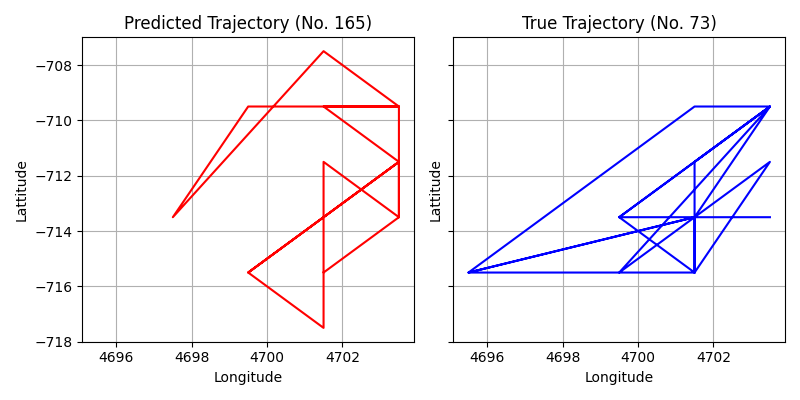 Predicted Trajectory (No. 165)
True Trajectory (No. 73)
−708
−710
−712
−714
−716
−718
Lattitude
Lattitude
4696
4698
4700
4702
4696
4698
4700
4702
Longitude
Longitude